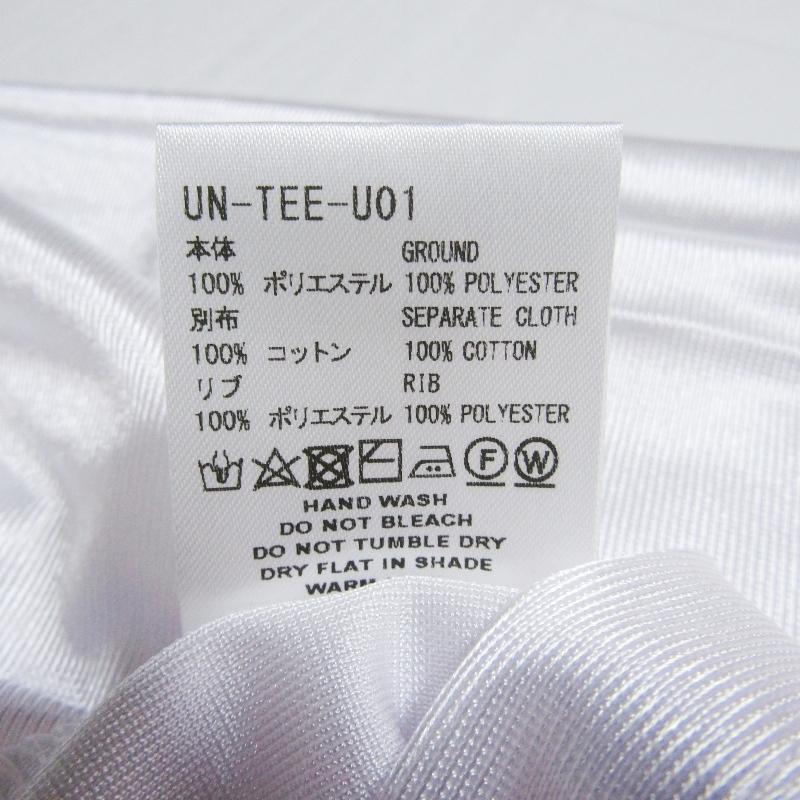 UN-TEE-U01
本体 GROUND
100% ポリエステル 100% POLYESTER
別布 SEPARATE CLOTH
100% コットン 100% COTTON
リブ RIB
100% ポリエステル 100% POLYESTER
F W
HAND WASH
DO NOT BLEACH
DO NOT TUMBLE DRY
DRY FLAT IN SHADE
WARM